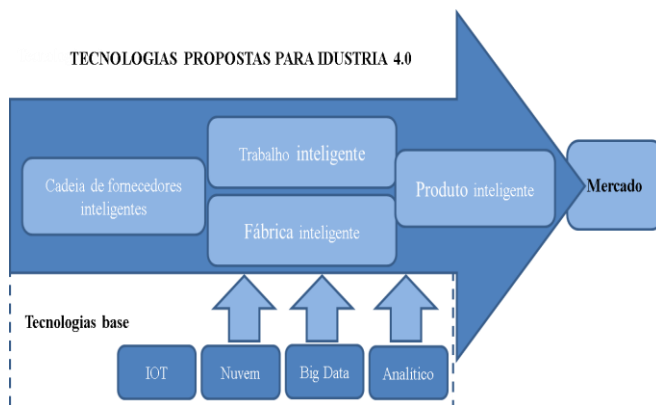 TECNOLOGIAS PROPOSTAS PARA IDUSTRIA 4.0
Trabalho inteligente
Cadeia de fornecedores
inteligentes
Fábrica inteligente
Produto inteligente
Mercado
Tecnologias base
IOT
Nuvem
Big Data
Analítico